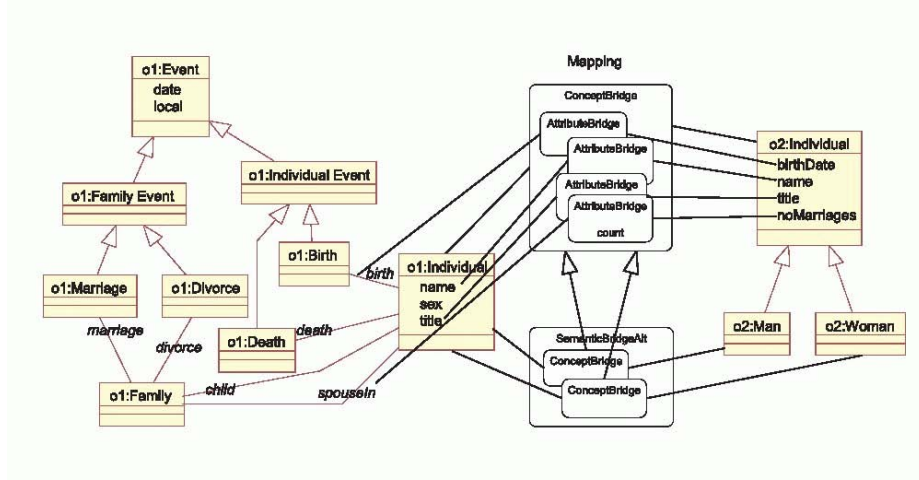 Mapping
o1:Event
date
local
ConceptBridge
AttributeBridge
AttributeBridge
AttributeBridge
AttributeBridge
count
o2:Individual
birthDate
name
title
noMarriages
o1:Family Event
o1:Individual Event
o1:Birth
birth
o1:Individual
name
sex
title
o1:Marriage
o1:Divorce
marriage
divorce
o1:Death
death
o1:Family
child
spouseIn
SemanticBridgeAlt
ConceptBridge
ConceptBridge
o2:Man
o2:Woman